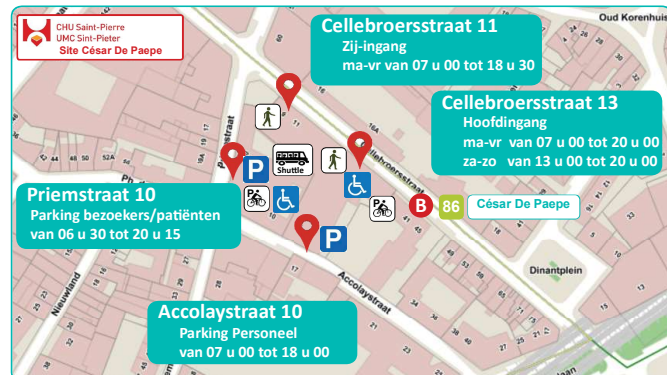 CHU Saint-Pierre
UMC Sint-Pieter
Site César De Paepe
Cellebroersstraat 11
Zij-ingang
ma-vr van 07 u 00 tot 18 u 30
Oud Korenhuis
Cellebroersstraat 13
Hoofdingang
ma-vr van 07 u 00 tot 20 u 00
za-zo van 13 u 00 tot 20 u 00
Cellebroersstraat
P
Shuttle
P
B
86
César De Paepe
Priemstraat 10
Parking bezoekers/patiënten
van 06 u 30 tot 20 u 15
P
P
Dinantplein
Nieuwland
Accolaystraat
Accolaystraat 10
Parking Personeel
van 07 u 00 tot 18 u 00